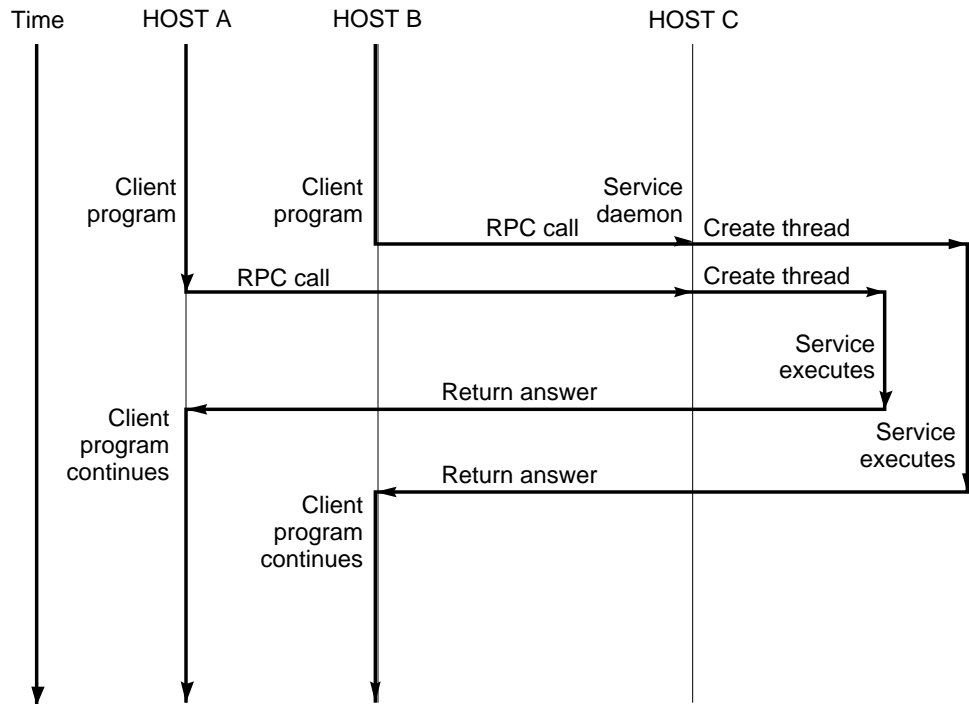 Time
HOST A
HOST B
HOST C
Client
program
Client
program
Service
daemon
RPC call
Create thread
RPC call
Create thread
Service
executes
Return answer
Client
program
continues
Service
executes
Return answer
Client
program
continues